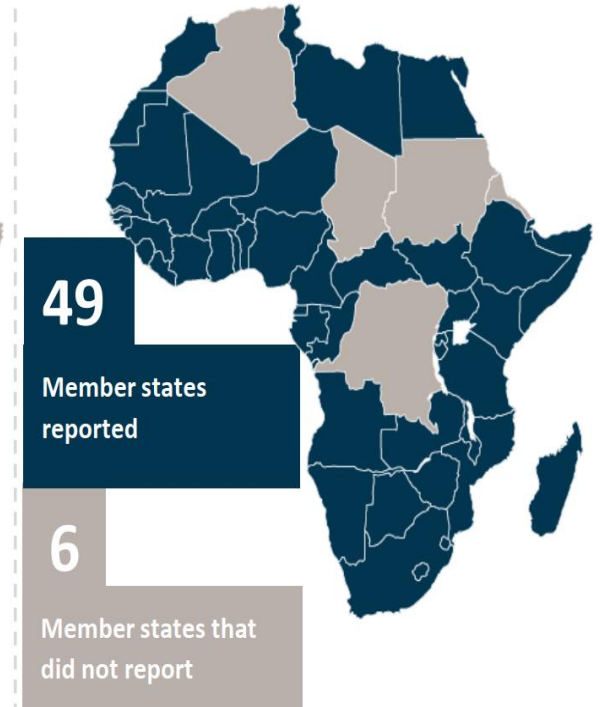 49
Member states
reported
6
Member states that
did not report